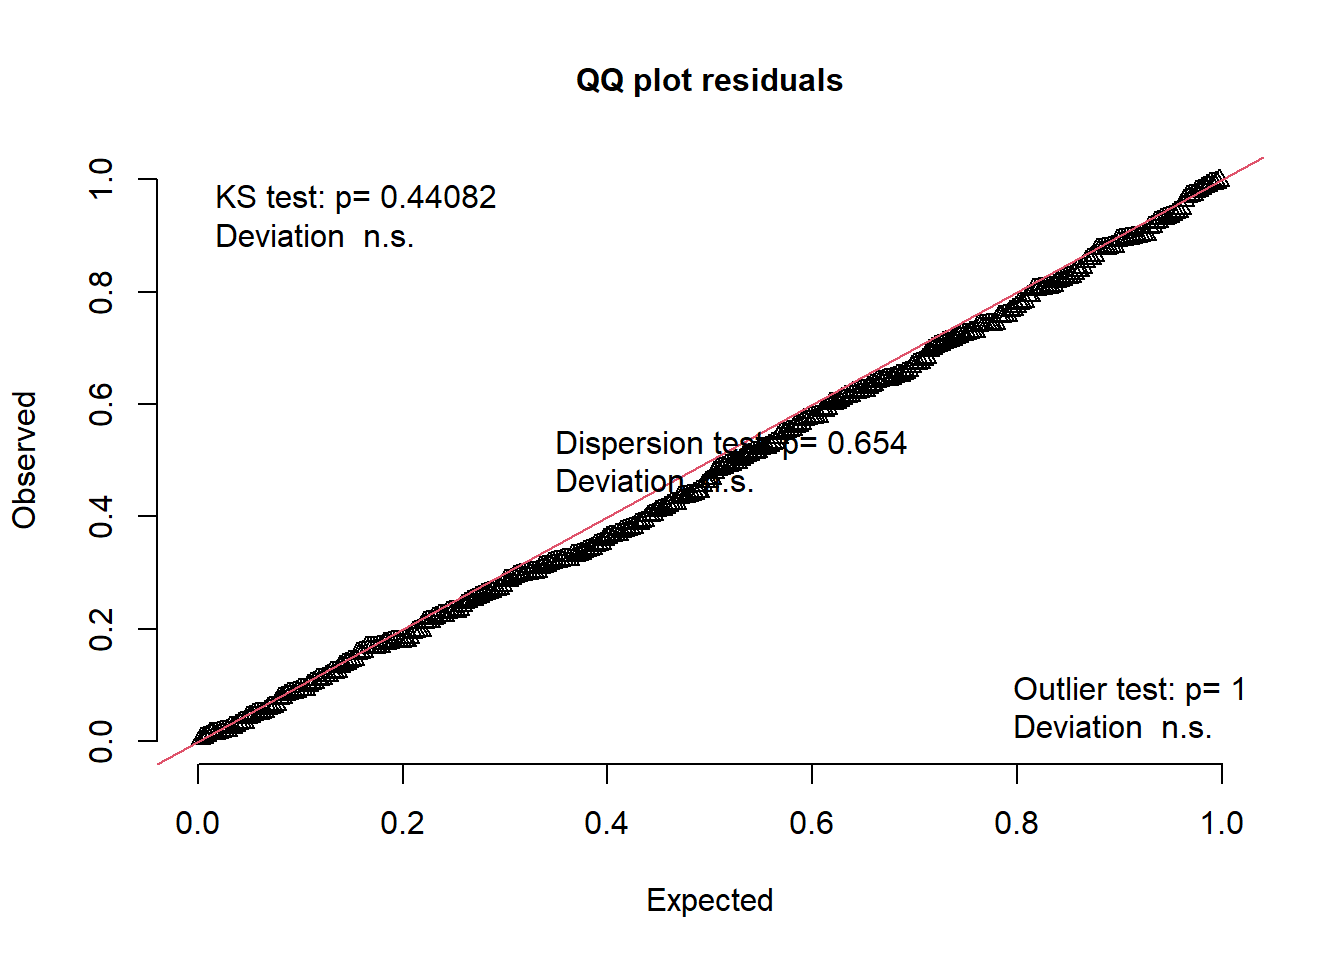 QQ plot residuals
KS test: p= 0.44082
Deviation  n.s.
Dispersion test: p= 0.654
Deviation  n.s.
Outlier test: p= 1
Deviation  n.s.
Observed
0.0
0.2
0.4
0.6
0.8
1.0
0.0
0.2
0.4
0.6
0.8
1.0
Expected